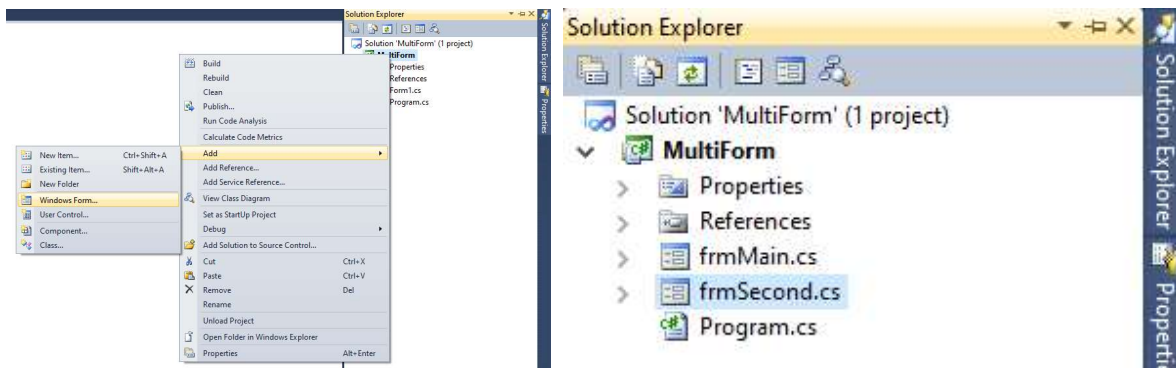 Solution Explorer
Solution 'MultiForm' (1 project)
MultiForm
Properties
References
Form1.cs
Program.cs
Solution Explorer
Properties
Build
Rebuild
Clean
Publish...
Run Code Analysis
Calculate Code Metrics
Add
Add Reference...
Add Service Reference...
View Class Diagram
Set as StartUp Project
Debug
Add Solution to Source Control...
Cut Ctrl+X
Paste Ctrl+V
Remove Del
Rename
Unload Project
Open Folder in Windows Explorer
Properties Alt+Enter
New Item... Ctrl+Shift+A
Existing Item... Shift+Alt+A
New Folder
Windows Form...
User Control...
Component...
Class...
Solution Explorer
Solution 'MultiForm' (1 project)
MultiForm
Properties
References
frmMain.cs
frmSecond.cs
Program.cs
Solution Explorer
Properti